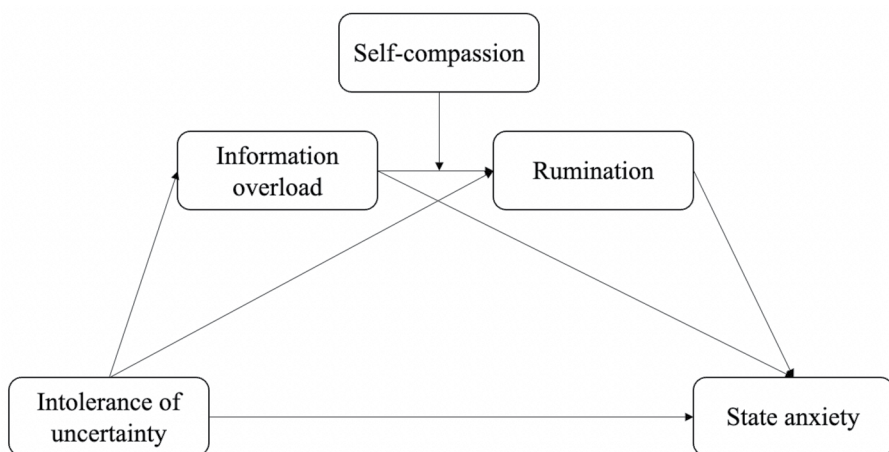 Self-compassion
Information
overload
Rumination
Intolerance of
uncertainty
State anxiety